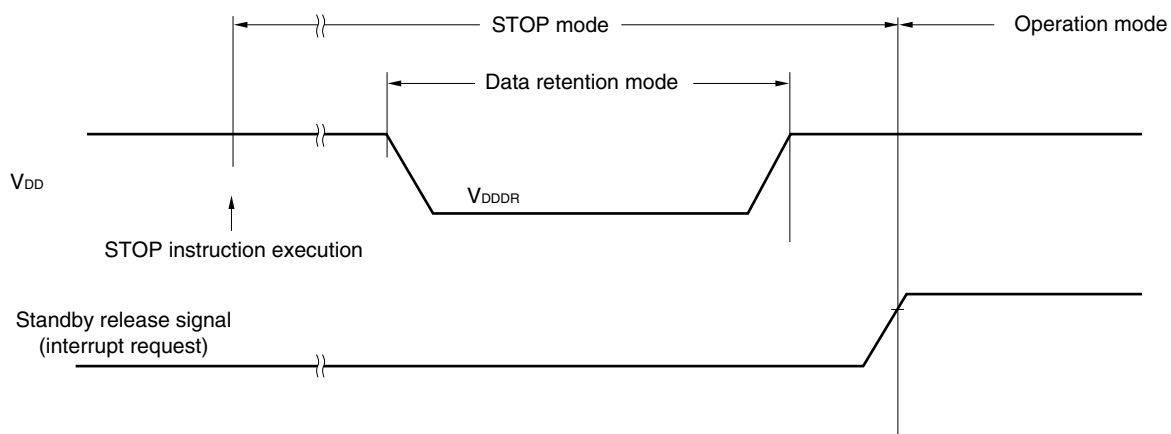 STOP mode
Operation mode
Data retention mode
VDD
VDDDR
STOP instruction execution
Standby release signal
(interrupt request)